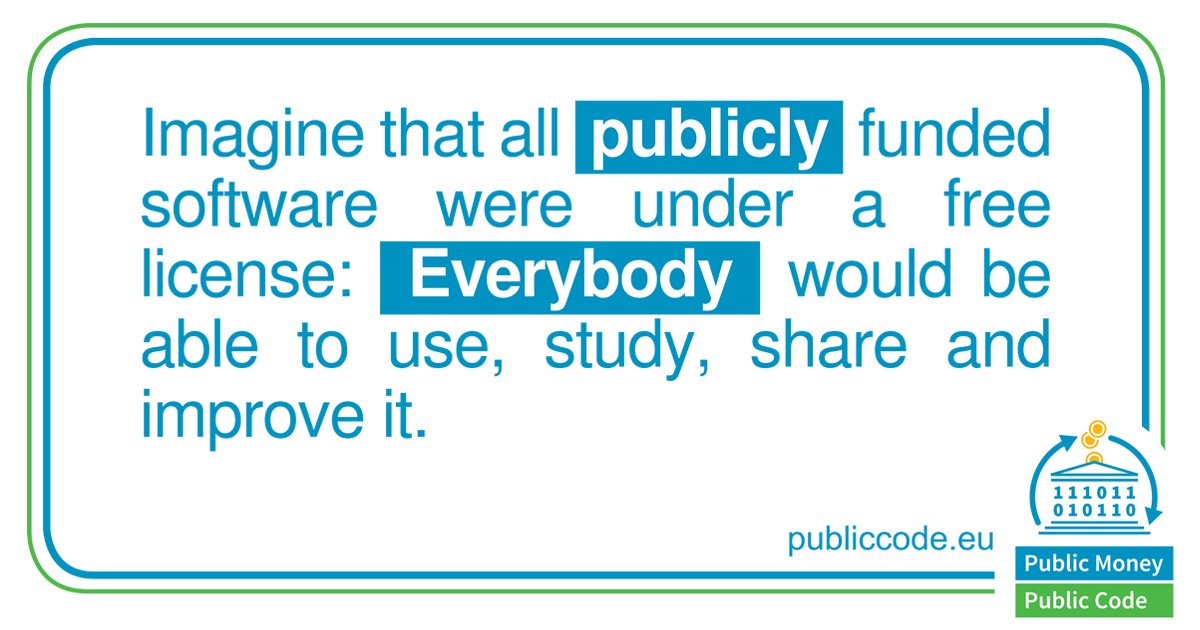 Imagine that all publicly funded
software were under a free
license: Everybody would be
able to use, study, share and
improve it.
111011
010110
publiccode.eu
Public Money
Public Code